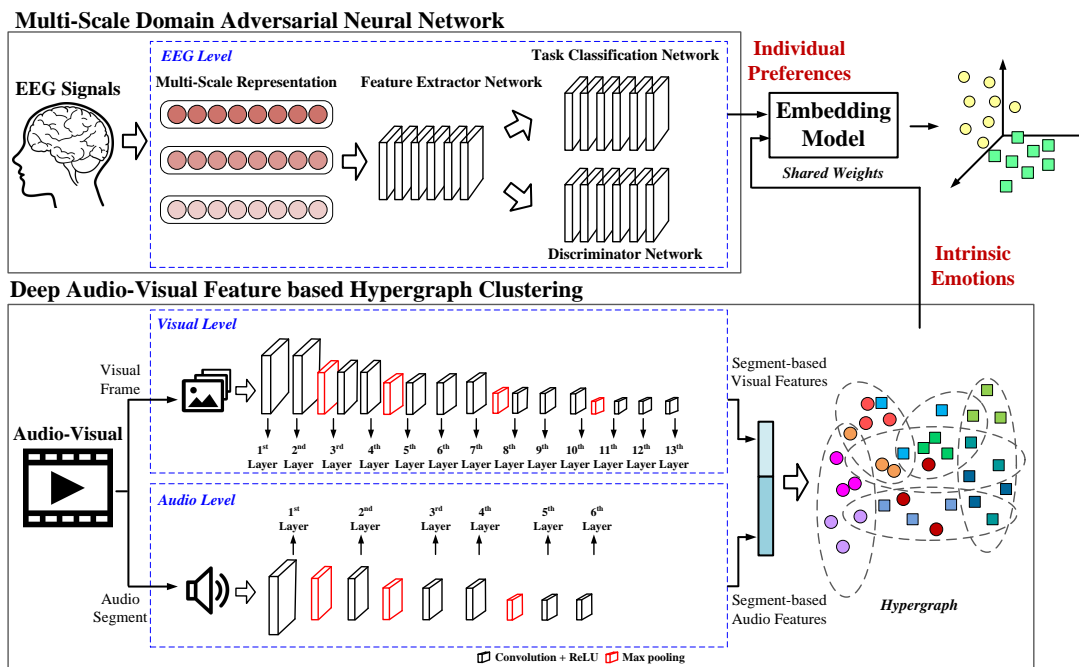 Multi-Scale Domain Adversarial Neural Network
EEG Level
EEG Signals
Multi-Scale Representation
Feature Extractor Network
Task Classification Network
Discriminator Network
Individual
Preferences
Embedding
Model
Shared Weights
Intrinsic
Emotions
Deep Audio-Visual Feature based Hypergraph Clustering
Visual Level
Visual
Frame
Audio-Visual
1st Layer
2nd Layer
3rd Layer
4th Layer
5th Layer
6th Layer
7th Layer
8th Layer
9th Layer
10th Layer
11th Layer
12th Layer
13th Layer
Audio Level
1st Layer
2nd Layer
3rd Layer
4th Layer
5th Layer
6th Layer
Audio
Segment
Segment-based
Visual Features
Segment-based
Audio Features
Hypergraph
Convolution + ReLU
Max pooling